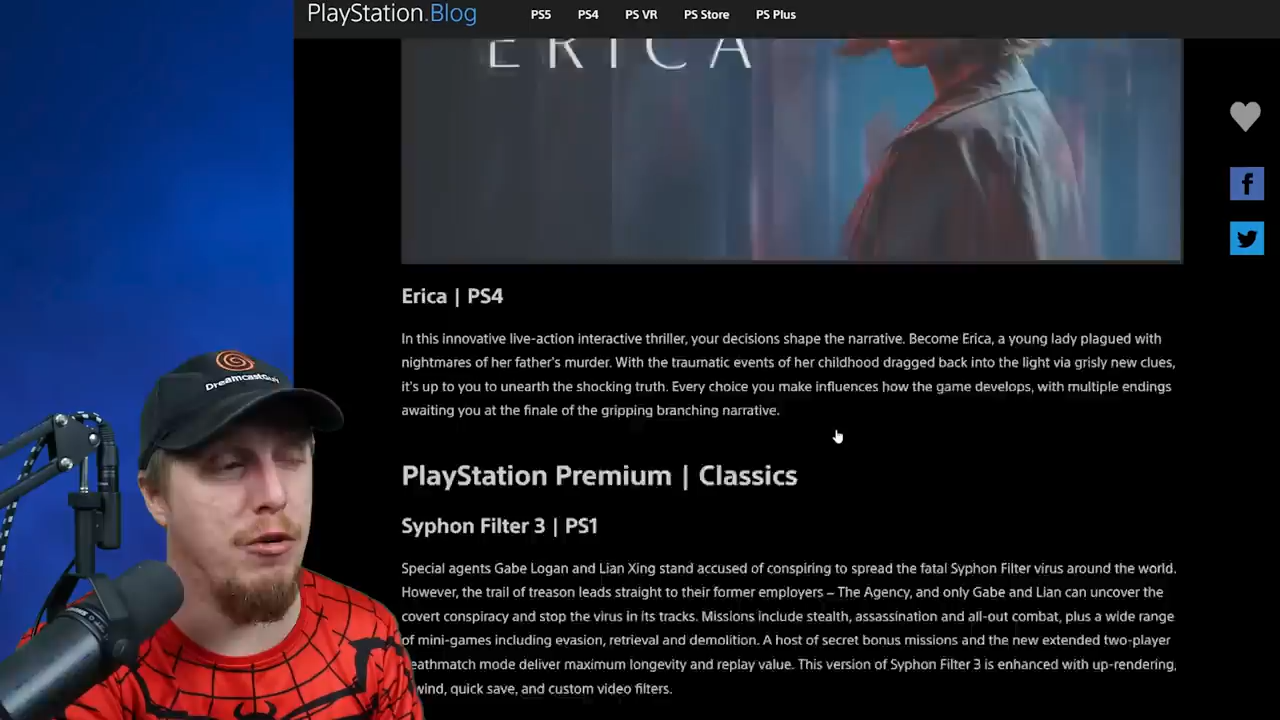 PlayStation.Blog
PS5 PS4 PS VR PS Store PS Plus
ERICA
Erica | PS4
In this innovative live-action interactive thriller, your decisions shape the narrative. Become Erica, a young lady plagued with
nightmares of her father's murder. With the traumatic events of her childhood dragged back into the light via grisly new clues,
it's up to you to unearth the shocking truth. Every choice you make influences how the game develops, with multiple endings
awaiting you at the finale of the gripping branching narrative.
PlayStation Premium | Classics
Syphon Filter 3 | PS1
Special agents Gabe Logan and Lian Xing stand accused of conspiring to spread the fatal Syphon Filter virus around the world.
However, the trail of treason leads straight to their former employers – The Agency, and only Gabe and Lian can uncover the
covert conspiracy and stop the virus in its tracks. Missions include stealth, assassination and all-out combat, plus a wide range
of mini-games including evasion, retrieval and demolition. A host of secret bonus missions and the new extended two-player
eathmatch mode deliver maximum longevity and replay value. This version of Syphon Filter 3 is enhanced with up-rendering,
wind, quick save, and custom video filters.
DreamcastGuy